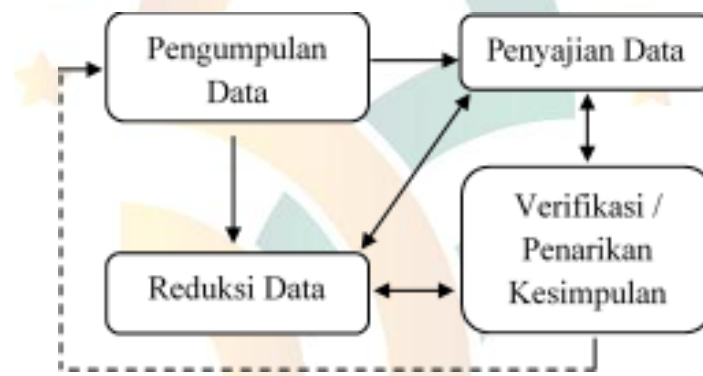 Pengumpulan
Data
Penyajian Data
Reduksi Data
Verifikasi /
Penarikan
Kesimpulan